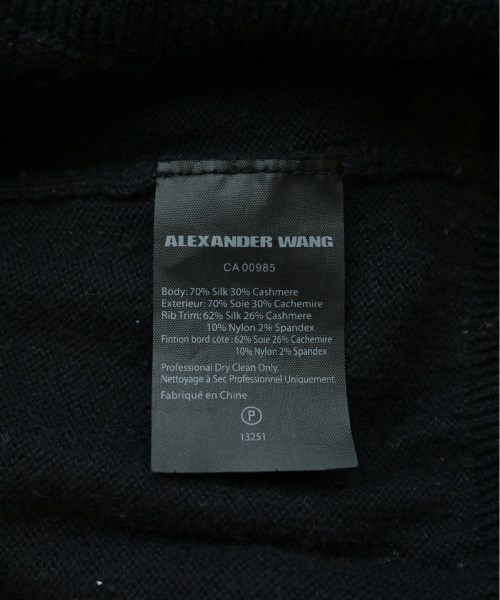 ALEXANDER WANG
CA 00985
Body: 70% Silk 30% Cashmere
Exterieur: 70% Soie 30% Cachemire
Rib Trim: 62% Silk 26% Cashmere
10% Nylon 2% Spandex
Fintion bord côte : 62% Soie 26% Cachemire
10% Nylon 2% Spandex
Professional Dry Clean Only.
Nettoyage à Sec Professionnel Uniquement.
Fabriqué en Chine
P
13251